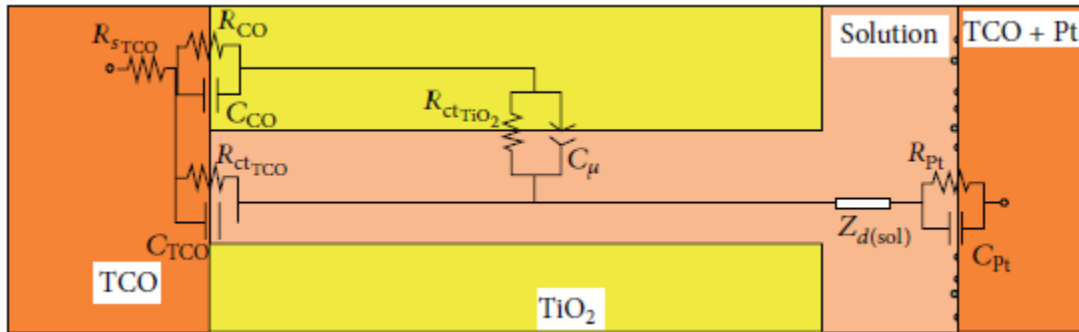 R_sTCO
R_CO
C_CO
R_ctTiO2
C_μ
R_ctTCO
C_TCO
TCO
TiO2
Solution
TCO + Pt
R_Pt
Z_d(sol)
C_Pt